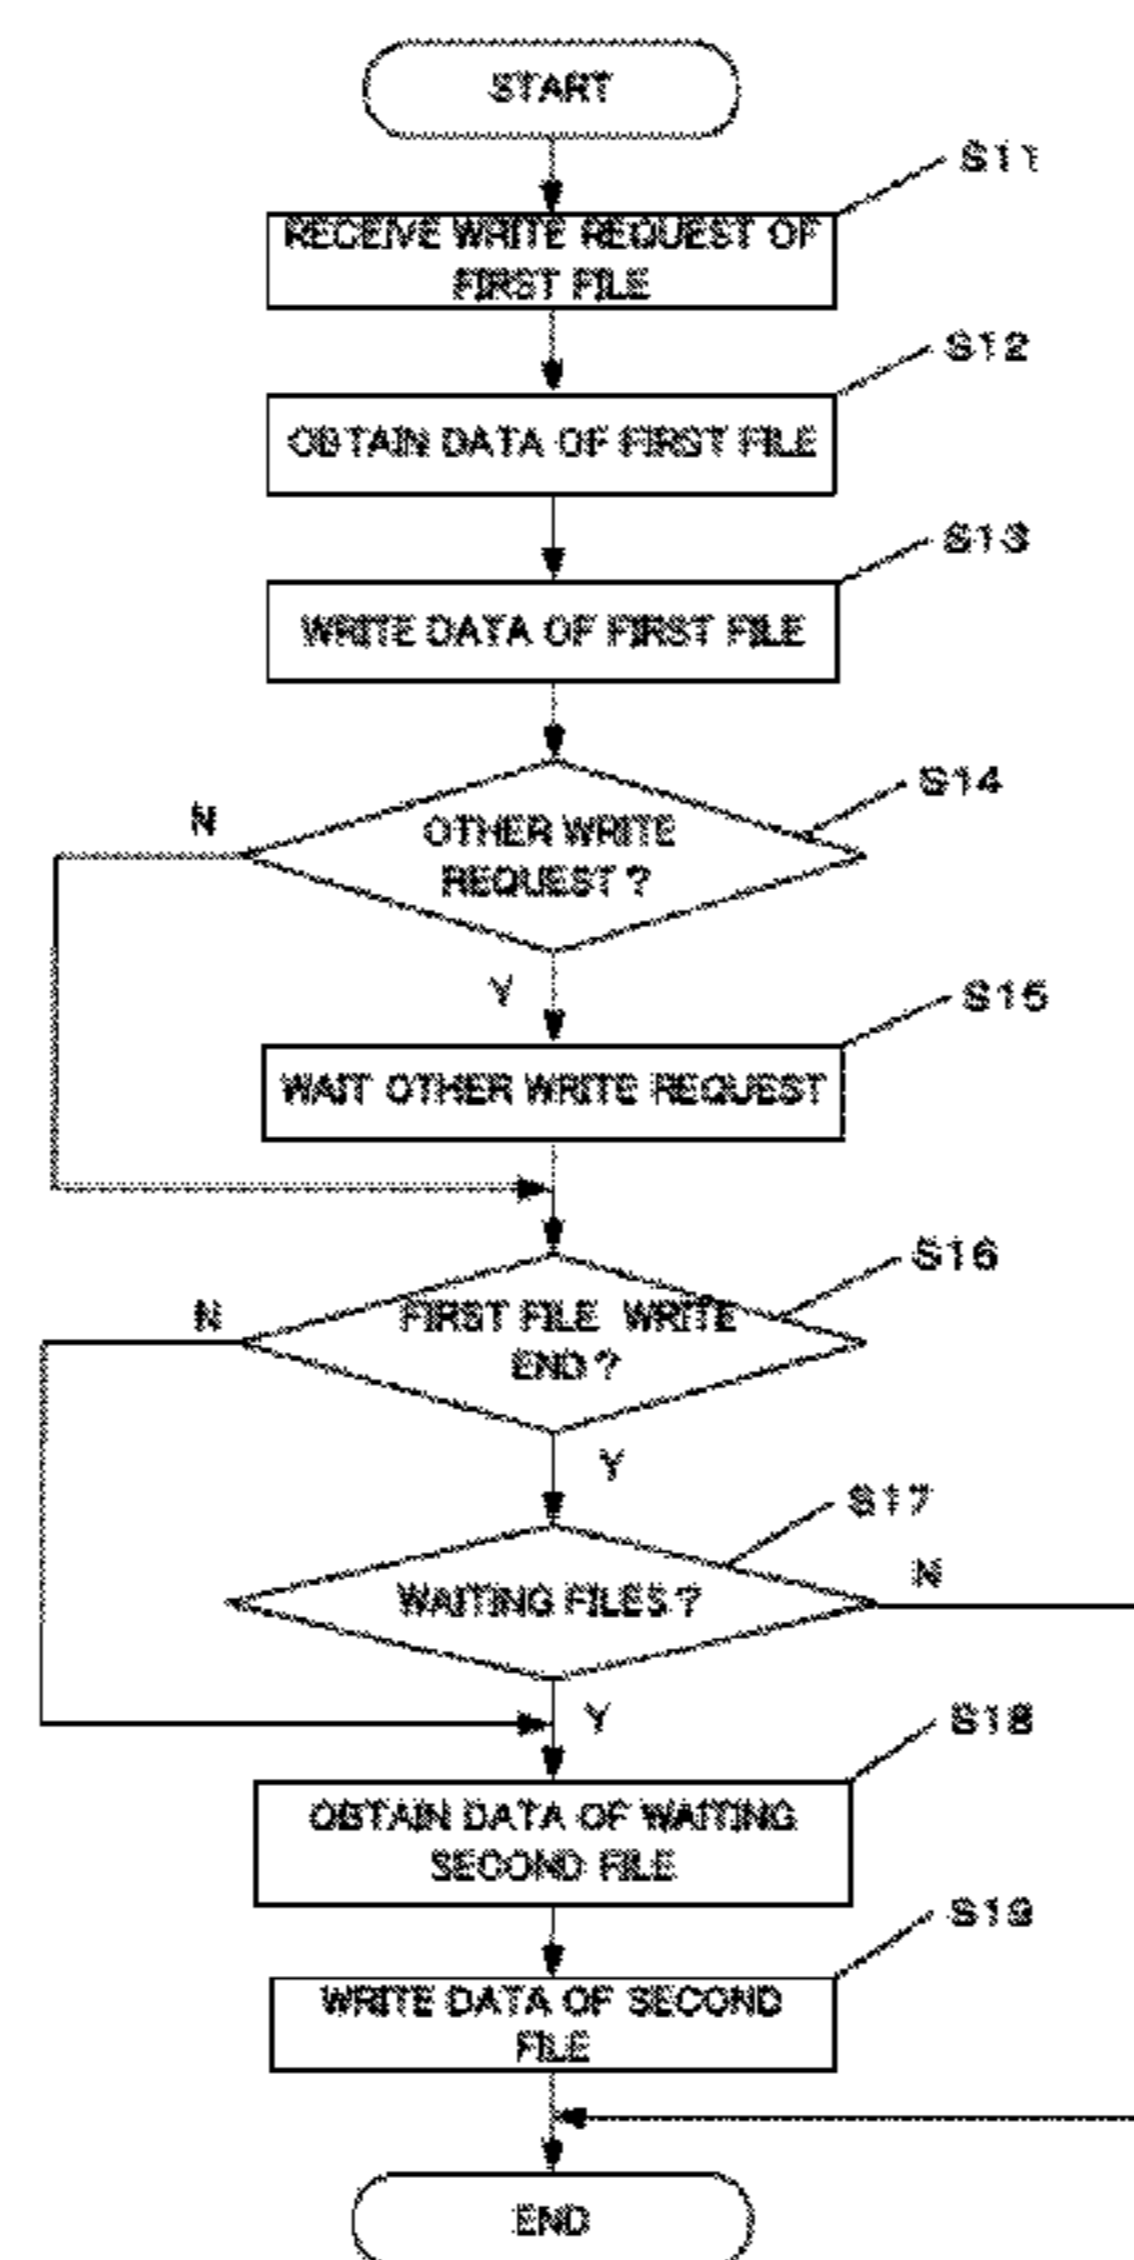 START
S11
RECEIVE WRITE REQUEST OF
FIRST FILE
S12
OBTAIN DATA OF FIRST FILE
S13
WRITE DATA OF FIRST FILE
S14
N
OTHER WRITE
REQUEST ?
Y
S15
WAIT OTHER WRITE REQUEST
S16
N
FIRST FILE WRITE
END ?
Y
S17
N
WAITING FILES ?
Y
S18
OBTAIN DATA OF WAITING
SECOND FILE
S19
WRITE DATA OF SECOND
FILE
END